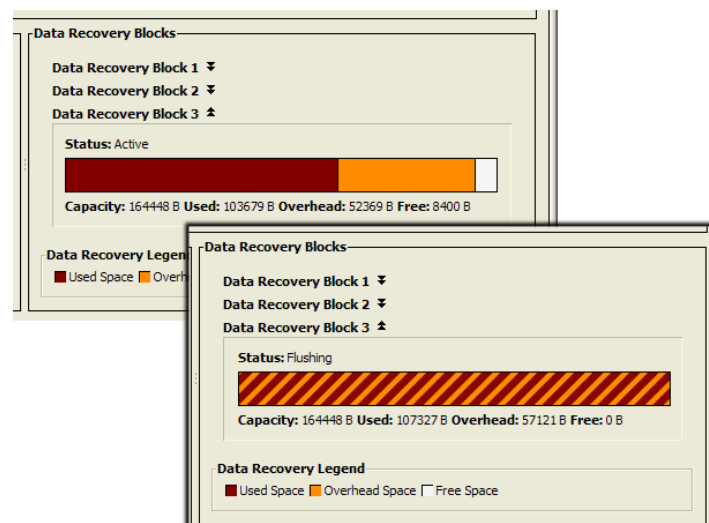 Data Recovery Blocks
Data Recovery Block 1
Data Recovery Block 2
Data Recovery Block 3
Status: Active
Capacity: 164448 B Used: 103679 B Overhead: 52369 B Free: 8400 B
Data Recovery
Used Space
Data Recovery Blocks
Data Recovery Block 1
Data Recovery Block 2
Data Recovery Block 3
Status: Flushing
Capacity: 164448 B Used: 107327 B Overhead: 57121 B Free: 0 B
Data Recovery Legend
Used Space Overhead Space Free Space